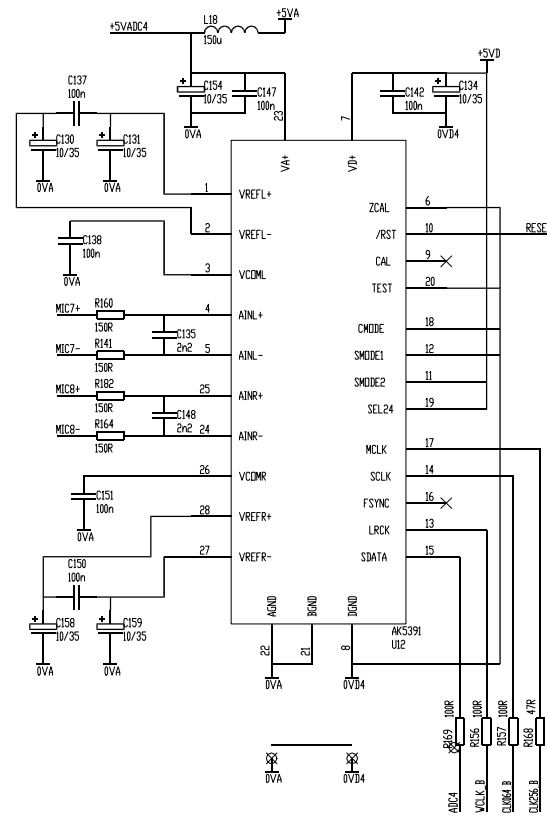 +5VADC4
L18
150u
+5VA
+5VD
C137
100n
C154
10/35
C147
100n
23
7
C142
100n
C134
10/35
0VA
0VD4
C130
10/35
C131
10/35
VA+
VD+
0VA
0VA
1
VREFL+
ZCAL
6
2
VREFL-
/RST
10
RESE
C138
100n
CAL
9
3
VCOML
TEST
20
0VA
MIC7+
R160
150R
4
AINL+
CMODE
18
C135
2n2
MIC7-
R141
150R
5
AINL-
SMODE1
12
MIC8+
R182
150R
25
AINR+
SMODE2
11
C148
2n2
SEL24
19
MIC8-
R164
150R
24
AINR-
MCLK
17
26
VCOMR
SCLK
14
C151
100n
FSYNC
16
28
VREFR+
LRCK
13
0VA
27
VREFR-
SDATA
15
C150
100n
C158
10/35
C159
10/35
AGND
BGND
DGND
AK5391
U12
22
21
8
0VA
0VA
0VA
0VD4
100R
100R
100R
47R
R169
R156
R157
R168
0VA
0VD4
ADC4
WCLK_B
CLK064_B
CLK256_B